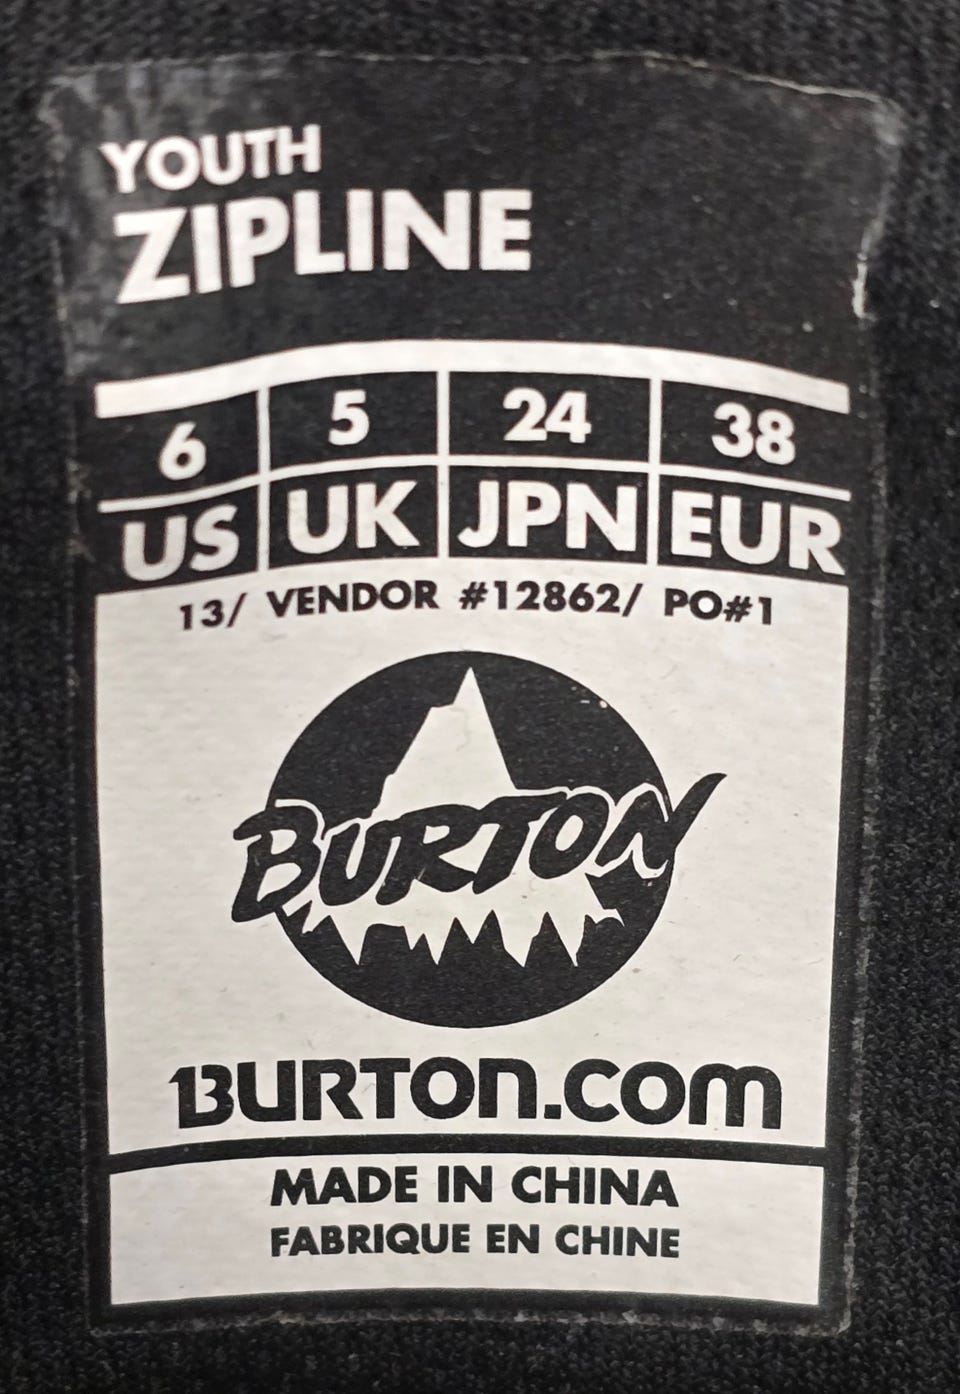 YOUTH
ZIPLINE
6 5 24 38
US UK JPN EUR
13/ VENDOR #12862/ PO#1
BURTON
BURTON.COM
MADE IN CHINA
FABRIQUE EN CHINE